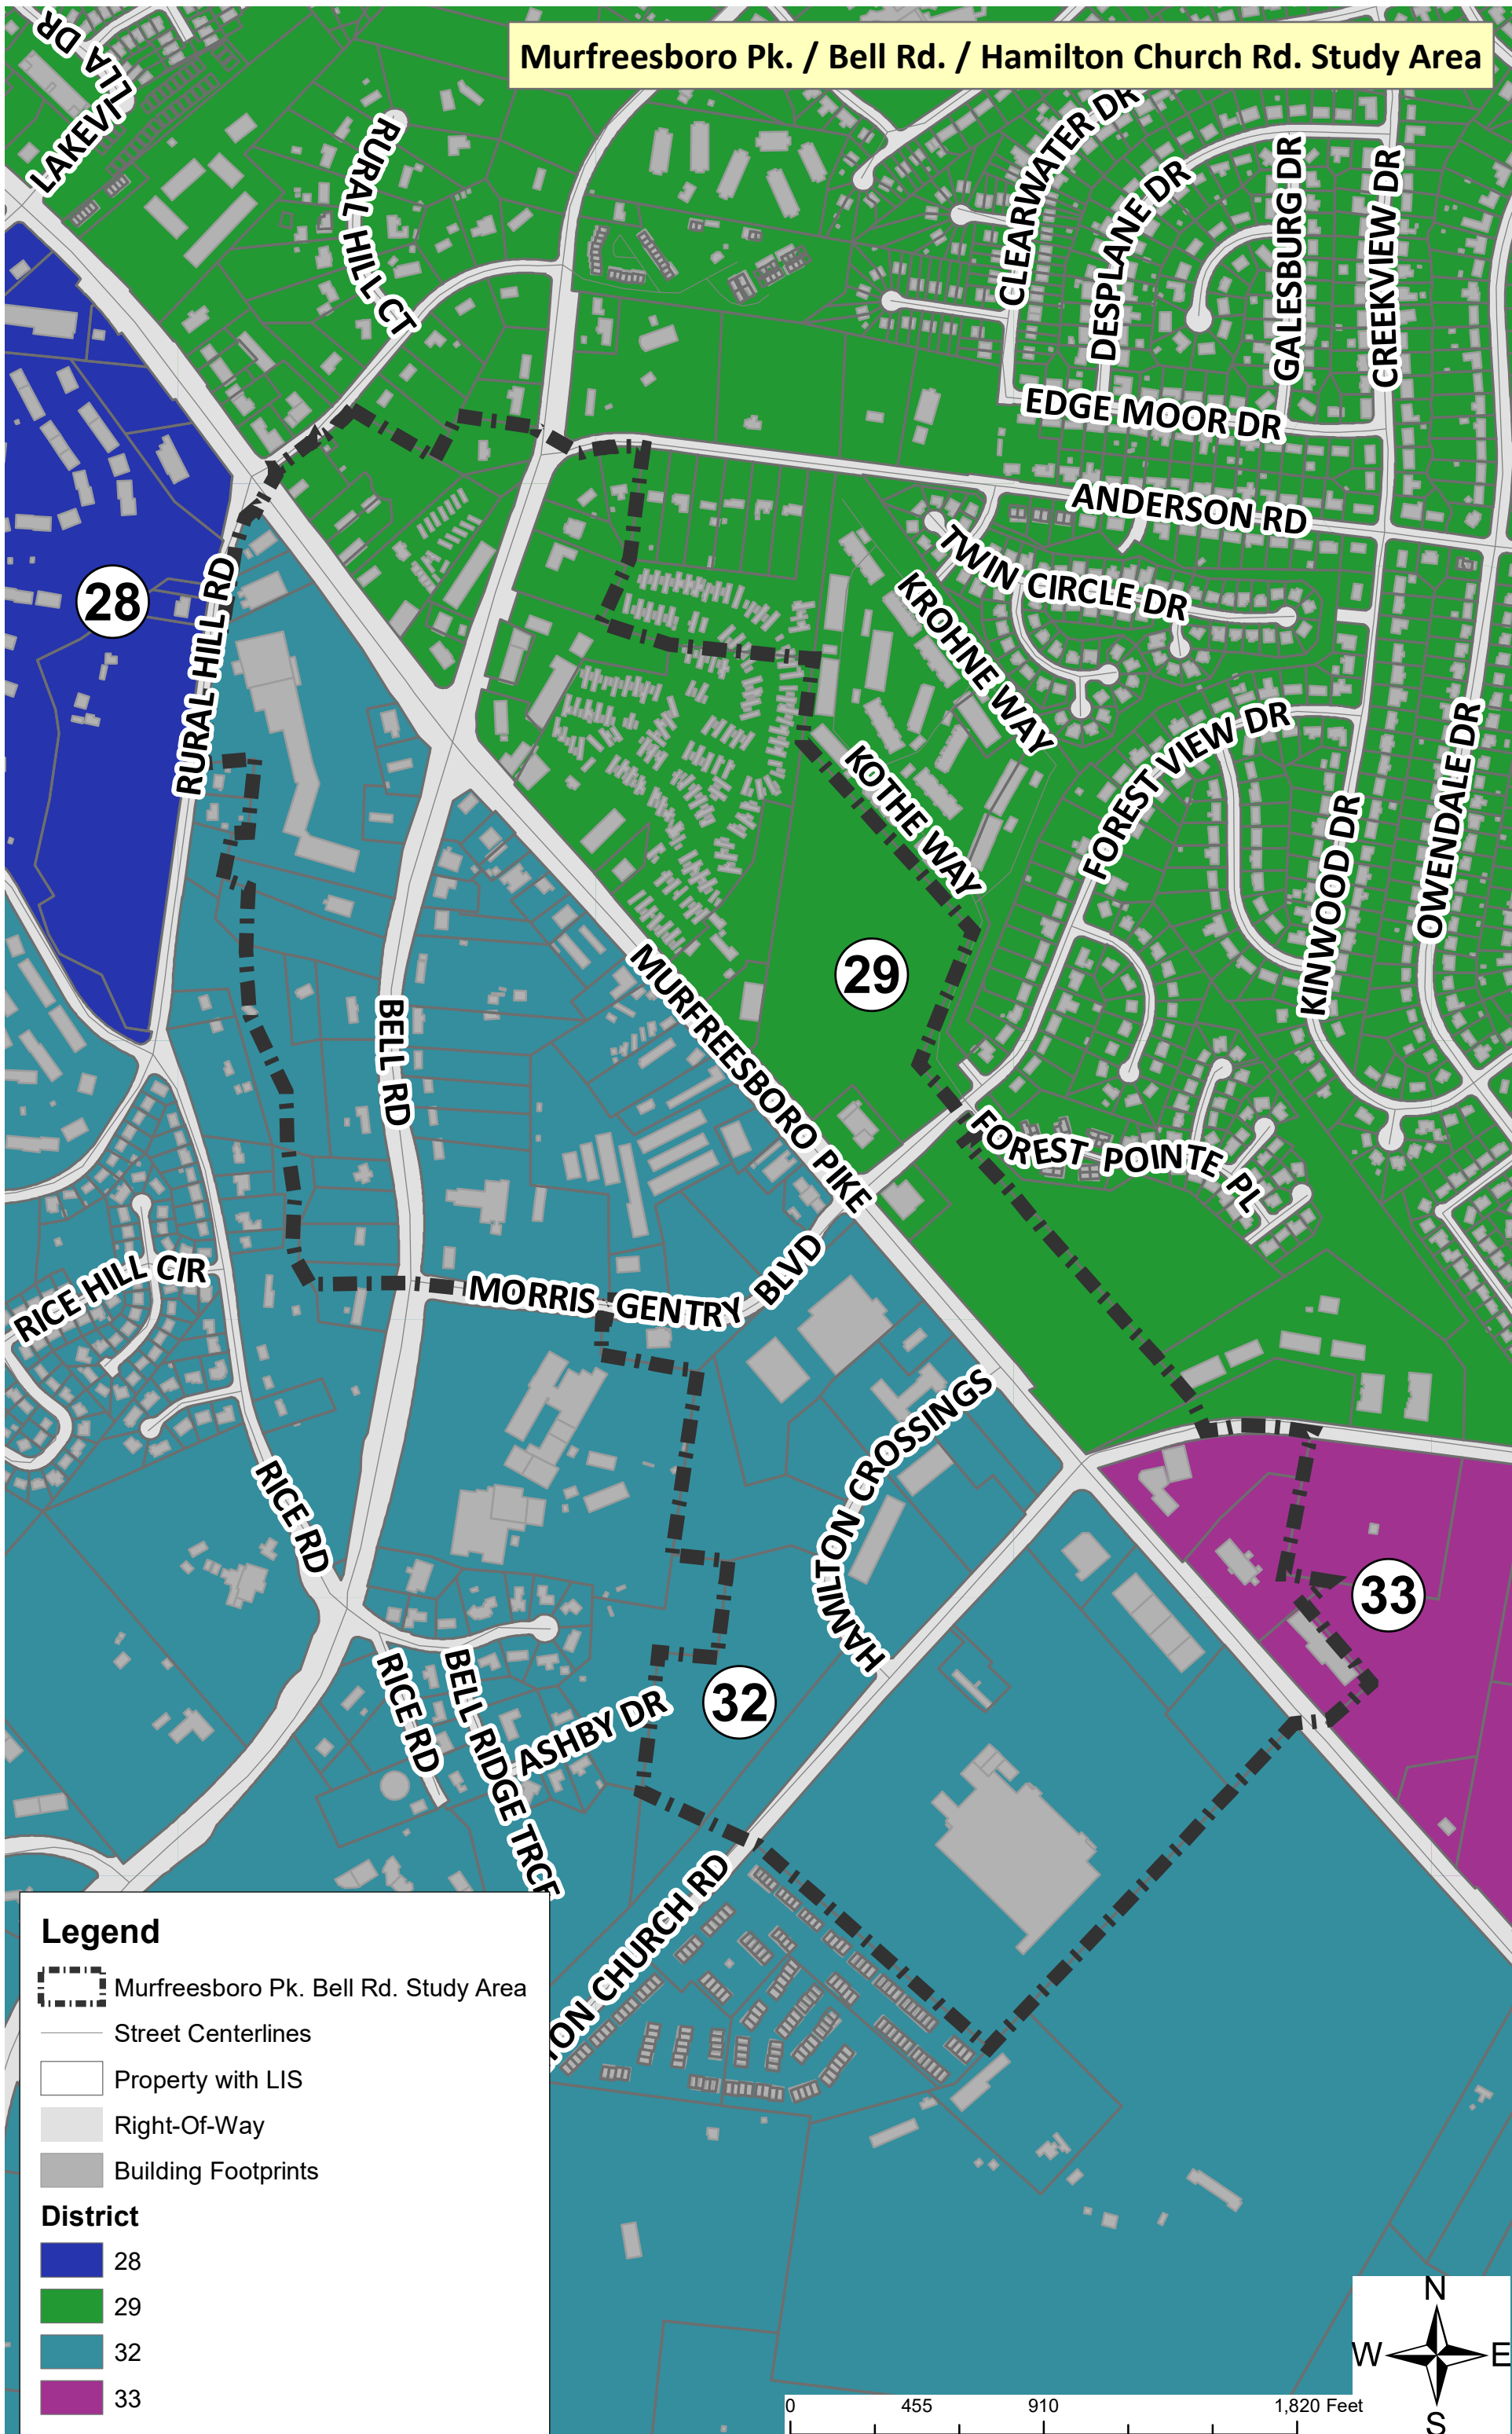 Murfreesboro Pk. / Bell Rd. / Hamilton Church Rd. Study Area
LAKEVILLA DR
RURAL HILL CT
CLEARWATER DR
DESPLANE DR
GALESBURG DR
CREEKVIEW DR
EDGE MOOR DR
ANDERSON RD
TWIN CIRCLE DR
KROHNE WAY
28
RURAL HILL RD
KOTHE WAY
FOREST VIEW DR
KINWOOD DR
OWENDALE DR
29
BELL RD
MURFREESBORO PIKE
FOREST POINTE PL
RICE HILL CIR
MORRIS GENTRY BLVD
HAMILTON CROSSINGS
RICE RD
33
RICE RD
BELL RIDGE TRCE
ASHBY DR
32
TON CHURCH RD
Legend
Murfreesboro Pk. Bell Rd. Study Area
Street Centerlines
Property with LIS
Right-Of-Way
Building Footprints
District
28
29
32
33
N
W E
S
0 455 910 1,820 Feet